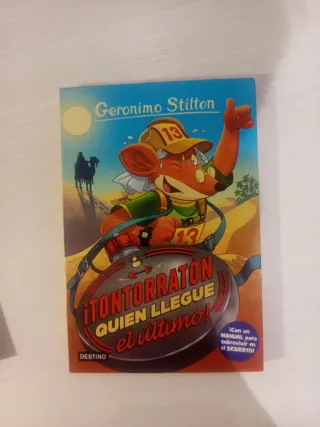 Geronimo Stilton
13
13
¡TONTORRATÓN
QUIEN LLEGUE
el último!
¡Con un
MANUAL para
sobrevivir en
el DESIERTO!
DESTINO